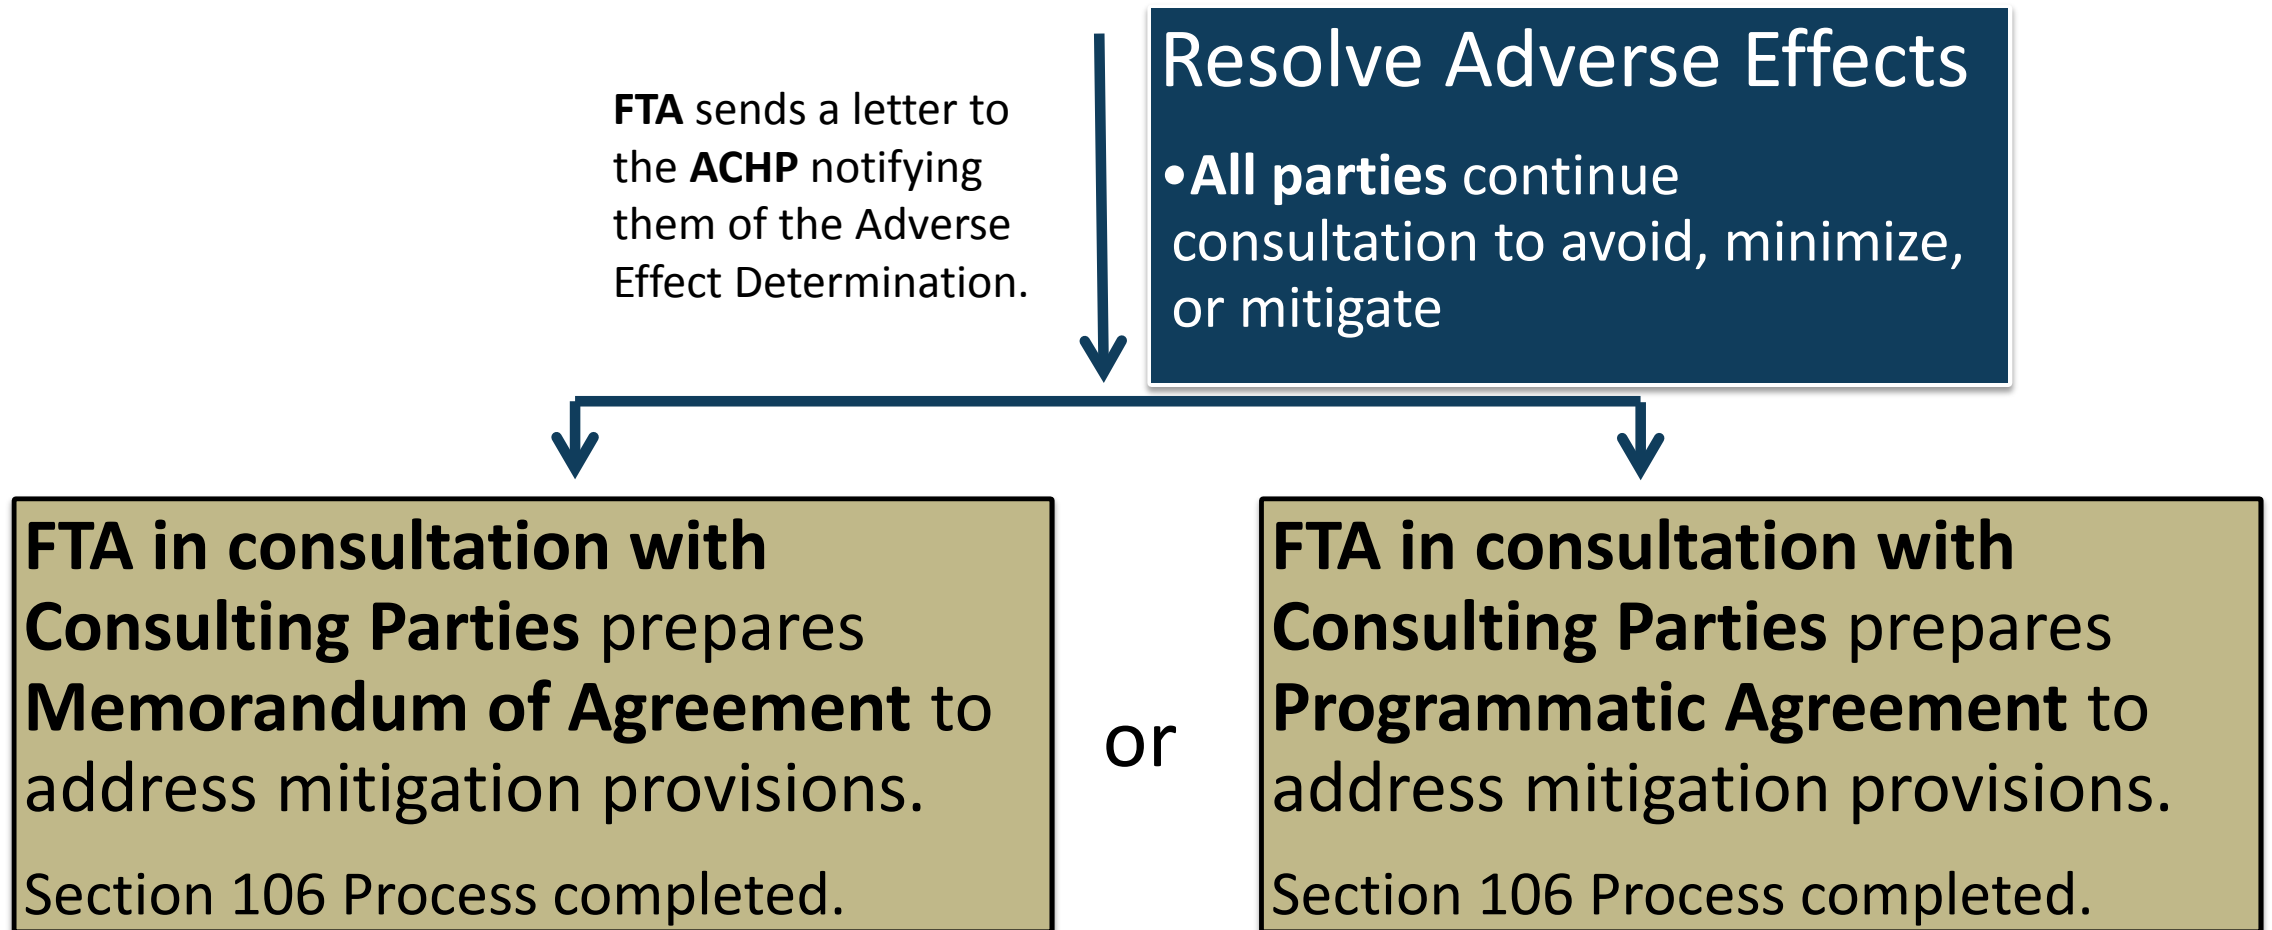 FTA sends a letter to
the ACHP notifying
them of the Adverse
Effect Determination.
Resolve Adverse Effects
•All parties continue
consultation to avoid, minimize,
or mitigate
FTA in consultation with
Consulting Parties prepares
Memorandum of Agreement to
address mitigation provisions.
Section 106 Process completed.
or
FTA in consultation with
Consulting Parties prepares
Programmatic Agreement to
address mitigation provisions.
Section 106 Process completed.